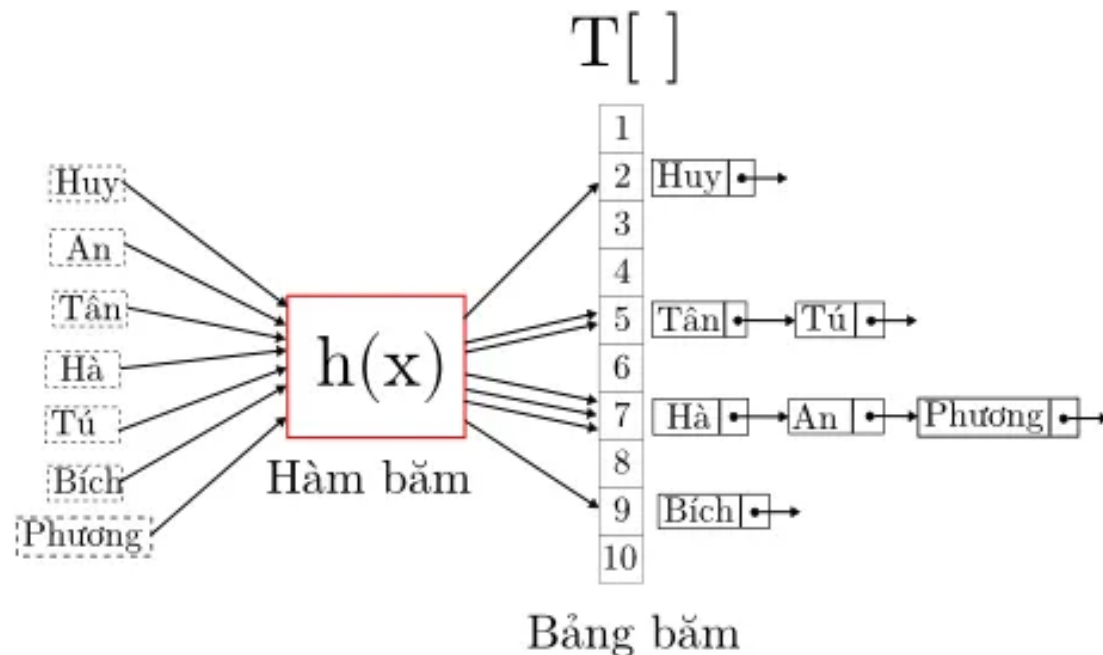 T[ ]
Huy
An
Tân
Hà
Tú
Bích
Phương
h(x)
Hàm băm
1
2 Huy
3
4
5 Tân Tú
6
7 Hà An Phương
8
9 Bích
10
Bảng băm